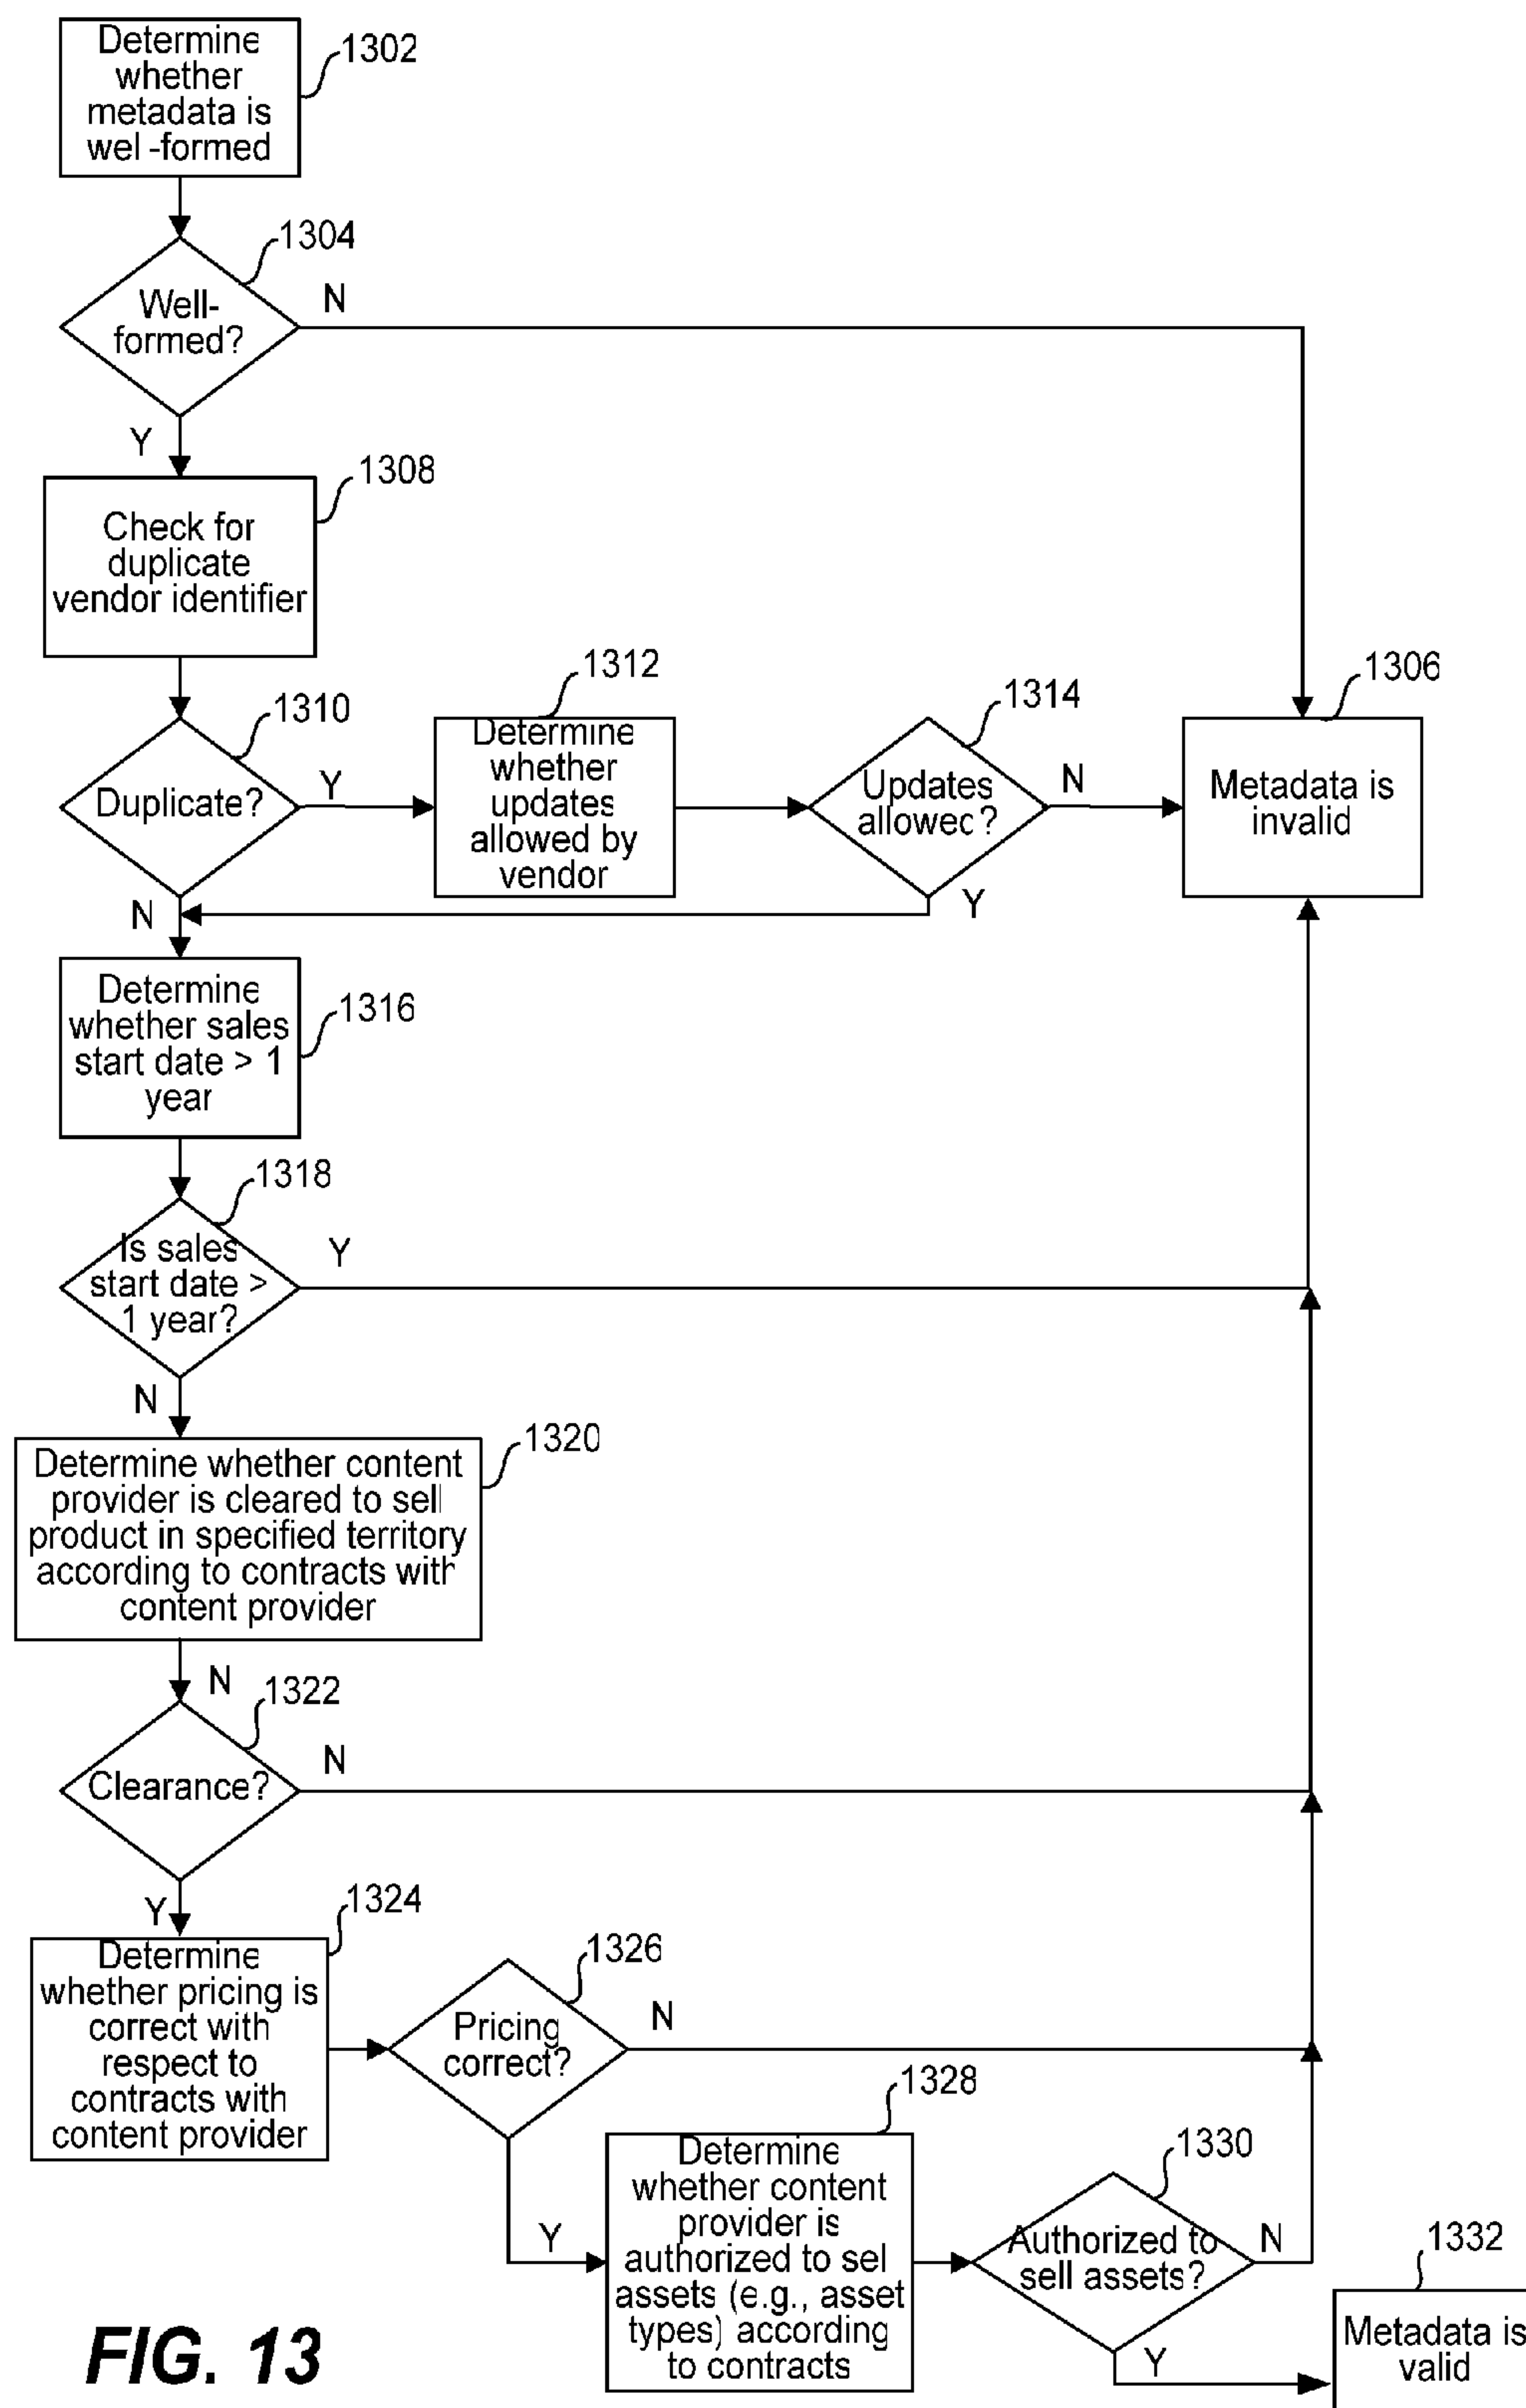 Determine
whether
metadata is
wel -formed
1302
1304
Well-
formed?
N
Y
1308
Check for
duplicate
vendor identifier
1310
Duplicate?
Y
N
1312
Determine
whether
updates
allowed by
vendor
1314
Updates
allowed?
N
Y
1306
Metadata is
invalid
Determine
whether sales
start date > 1
year
1316
1318
Is sales
start date >
1 year?
Y
N
1320
Determine whether content
provider is cleared to sell
product in specified territory
according to contracts with
content provider
N
1322
Clearance?
N
Y
1324
Determine
whether pricing is
correct with
respect to
contracts with
content provider
1326
Pricing
correct?
N
Y
1328
Determine
whether content
provider is
authorized to sel
assets (e.g., asset
types) according
to contracts
1330
Authorized to
sell assets?
N
Y
1332
Metadata is
valid
FIG. 13